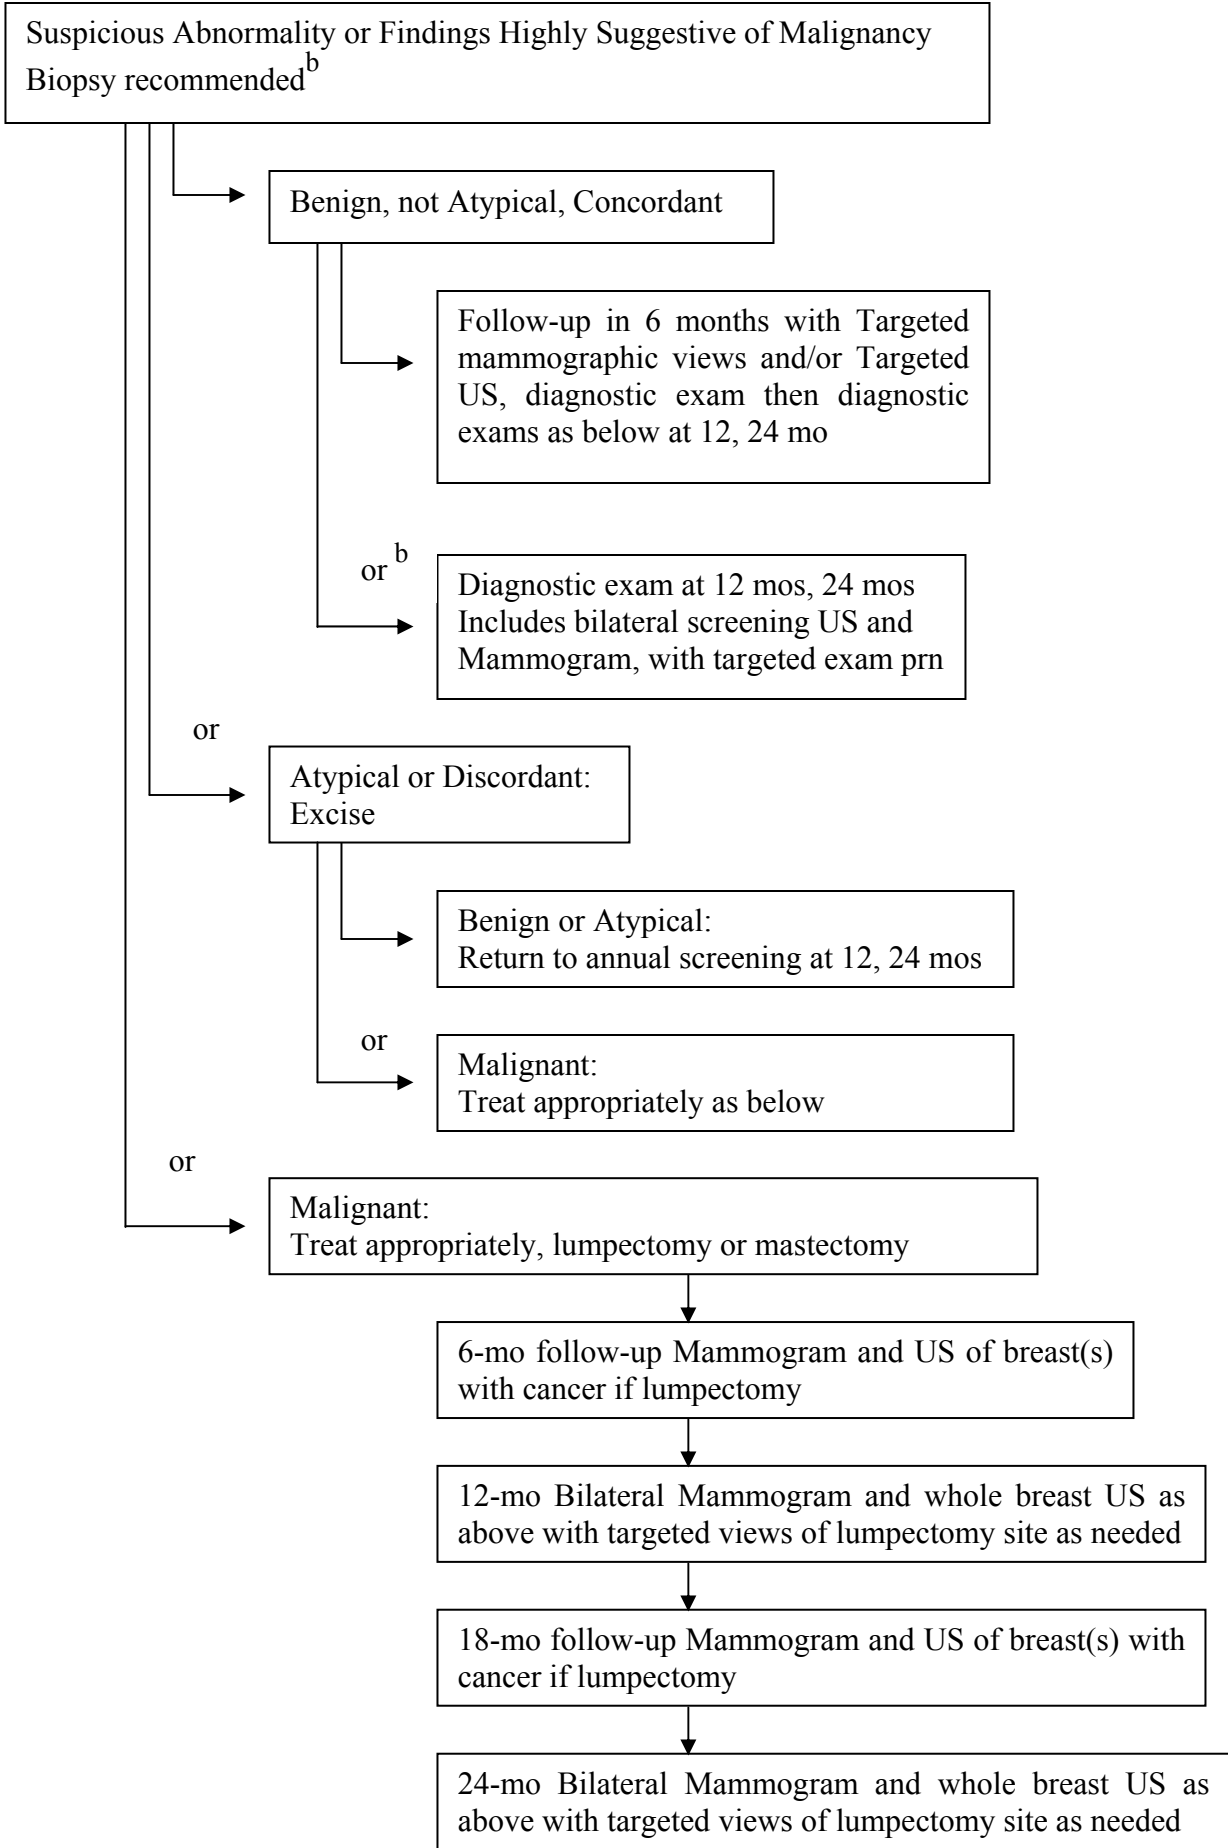 Suspicious Abnormality or Findings Highly Suggestive of Malignancy
Biopsy recommended b
Benign, not Atypical, Concordant
Follow-up in 6 months with Targeted
mammographic views and/or Targeted
US, diagnostic exam then diagnostic
exams as below at 12, 24 mo
or b
Diagnostic exam at 12 mos, 24 mos
Includes bilateral screening US and
Mammogram, with targeted exam prn
or
Atypical or Discordant:
Excise
Benign or Atypical:
Return to annual screening at 12, 24 mos
or
Malignant:
Treat appropriately as below
or
Malignant:
Treat appropriately, lumpectomy or mastectomy
6-mo follow-up Mammogram and US of breast(s)
with cancer if lumpectomy
12-mo Bilateral Mammogram and whole breast US as
above with targeted views of lumpectomy site as needed
18-mo follow-up Mammogram and US of breast(s) with
cancer if lumpectomy
24-mo Bilateral Mammogram and whole breast US as
above with targeted views of lumpectomy site as needed